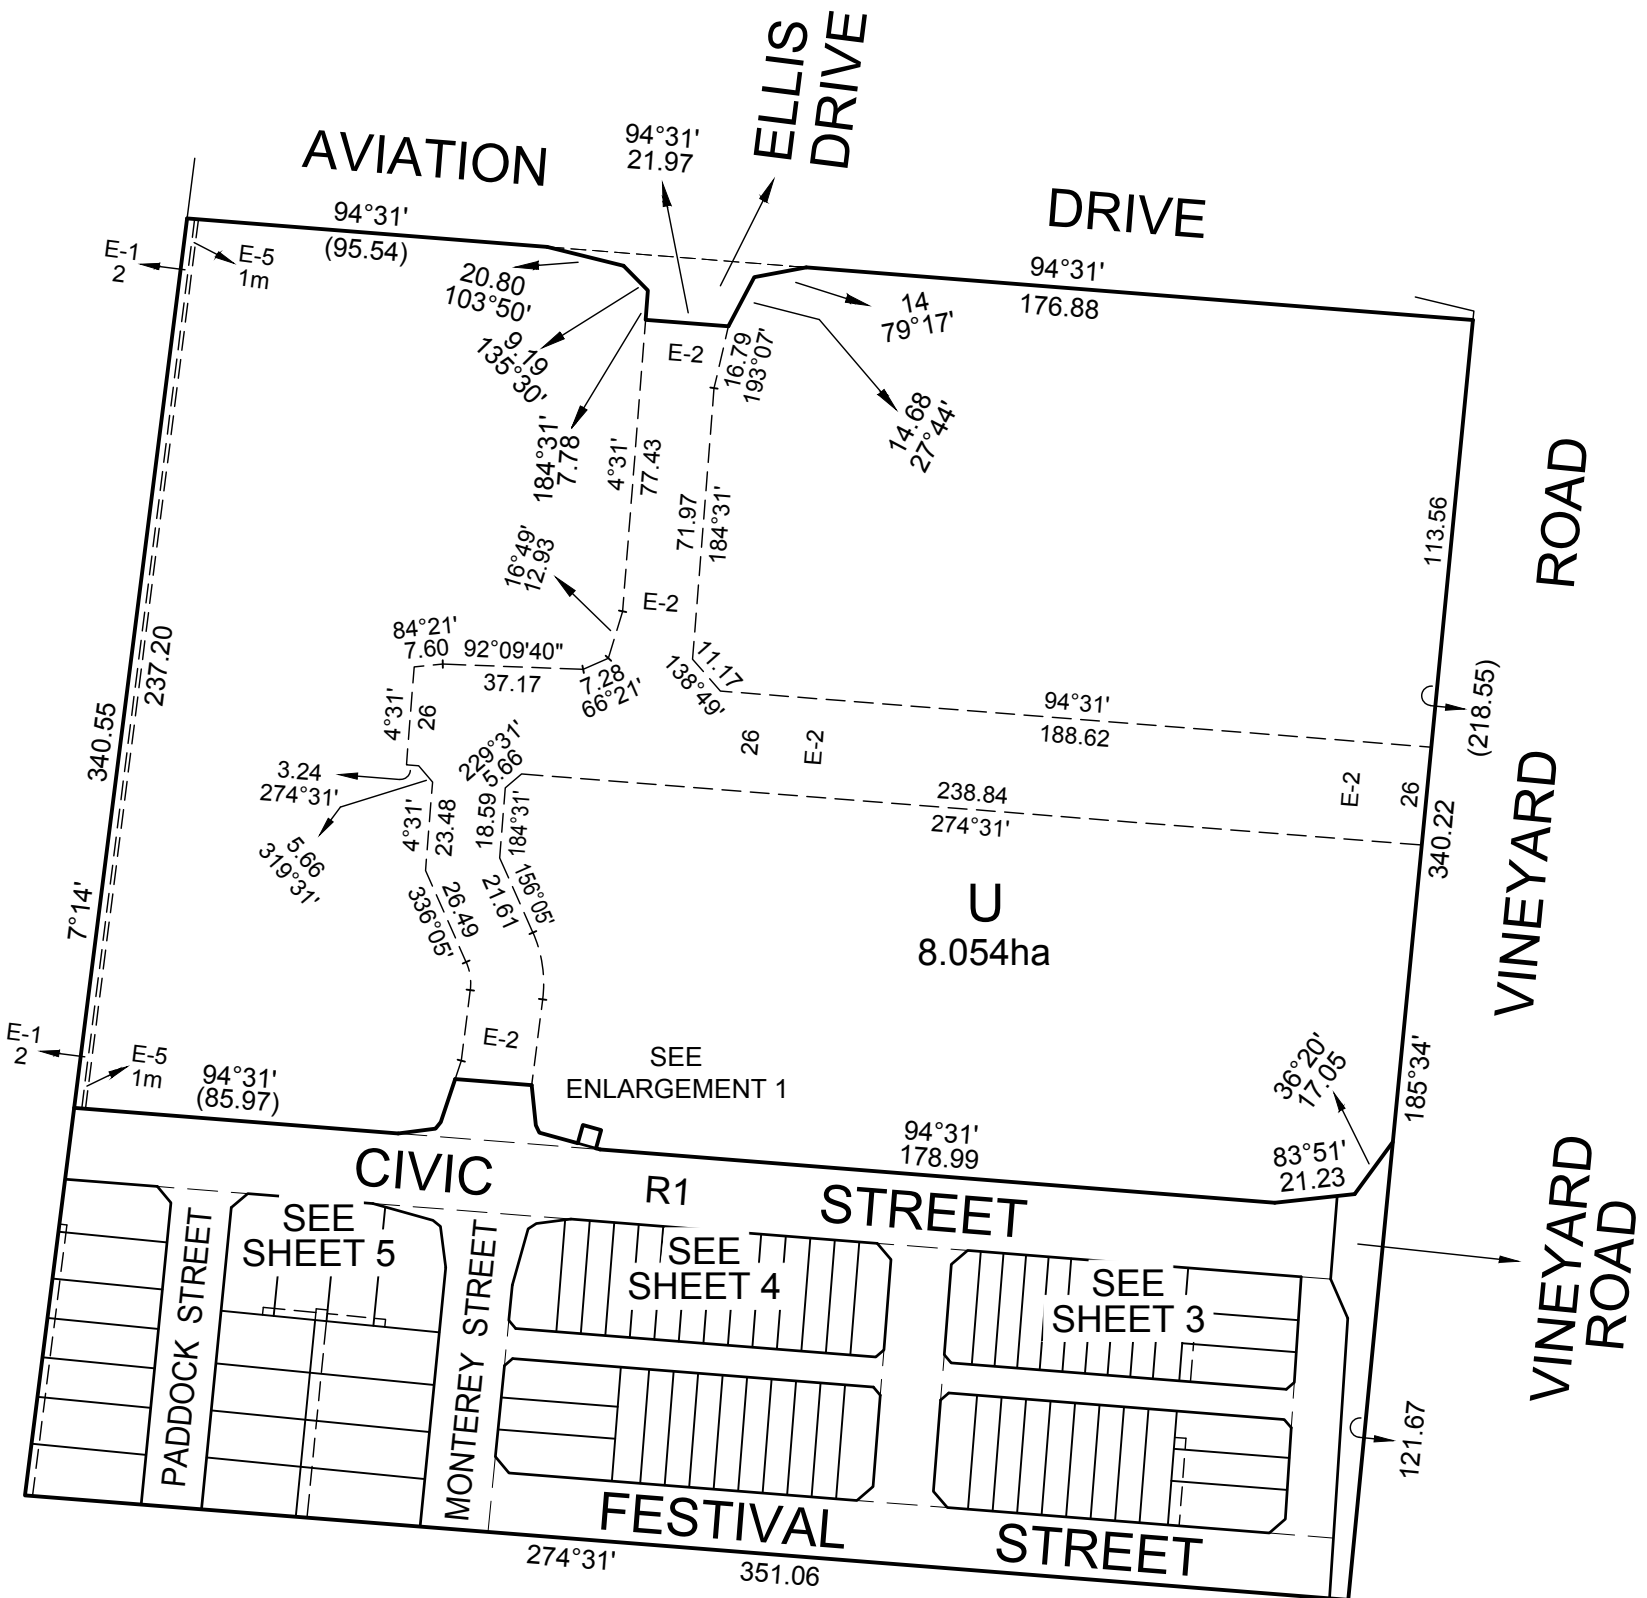 ELLIS
DRIVE
94°31'
21.97
AVIATION
DRIVE
94°31'
(95.54)
94°31'
176.88
E-1
2
E-5
1m
20.80
103°50'
14
79°17'
9.19
135°30'
E-2
16.79
193°07'
14.68
27°44'
184°31'
7.78
4°31'
77.43
71.97
184°31'
113.56
ROAD
16°49'
12.93
E-2
84°21'
7.60
92°09'40"
37.17
7.28
66°21'
11.17
138°49'
237.20
340.55
4°31'
26
94°31'
188.62
(218.55)
26
E-2
229°31'
5.66
3.24
274°31'
238.84
274°31'
E-2
26
340.22
VINEYARD
5.66
319°31'
4°31'
23.48
18.59
184°31'
7°14'
26.49
336°05'
156°05'
21.61
U
8.054ha
E-1
2
E-5
1m
E-2
SEE
ENLARGEMENT 1
36°20'
17.05
185°34'
94°31'
(85.97)
94°31'
178.99
83°51'
21.23
CIVIC
R1
STREET
VINEYARD
ROAD
SEE
SHEET 5
SEE
SHEET 4
SEE
SHEET 3
PADDOCK STREET
MONTEREY STREET
121.67
FESTIVAL
STREET
274°31'
351.06